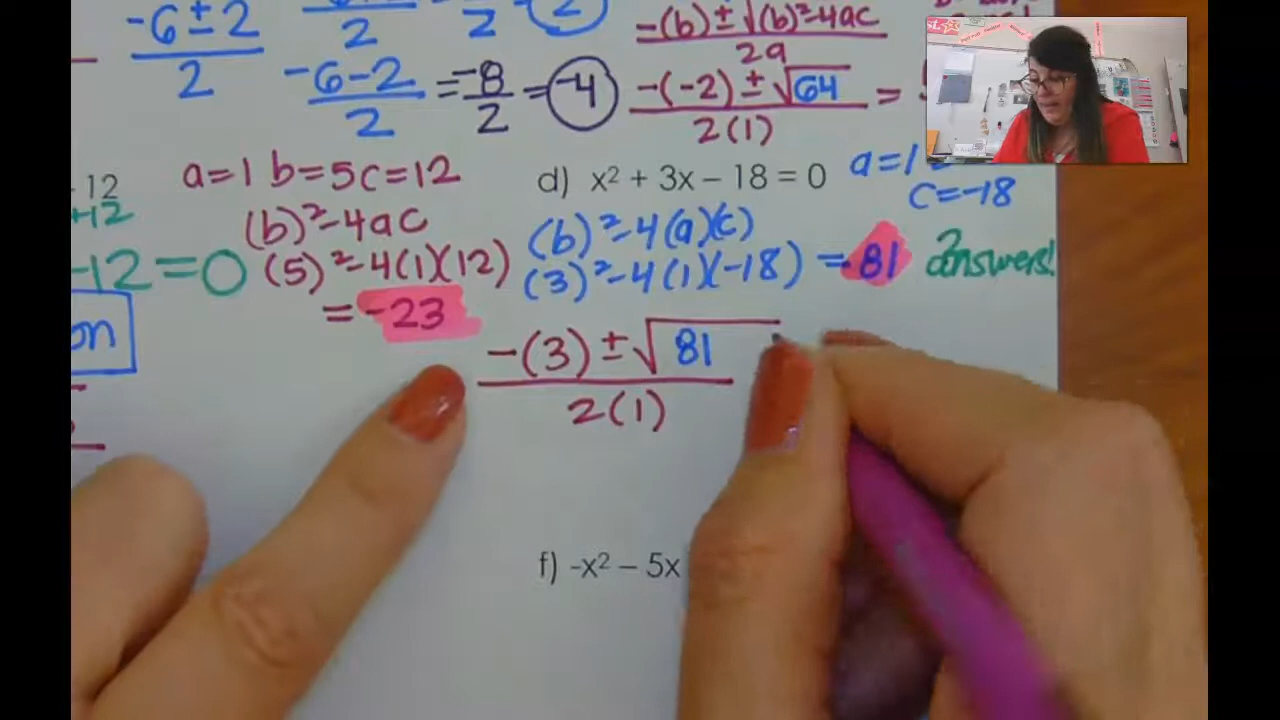 -6 ± 2 / 2
2
2
2
-6-2 / 2 = -8 / 2 = -4
-(b) ± √(b)²-4ac / 2a
-(-2) ± √64 / 2(1) =
12
+12
-12 = 0
on
a=1 b=5 c=12
(b)²-4ac
(5)²-4(1)(12)
= -23
d) x² + 3x – 18 = 0
a=1
c=-18
(b)²-4(a)(c)
(3)²-4(1)(-18) = 81
2 answers!
-(3) ± √81 / 2(1)
f) -x² – 5x